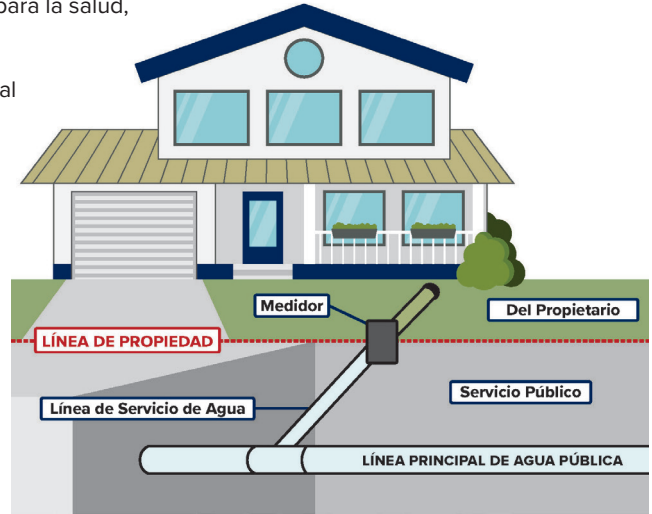 para la salud,
al
Medidor
Del Propietario
LÍNEA DE PROPIEDAD
Servicio Público
Línea de Servicio de Agua
LÍNEA PRINCIPAL DE AGUA PÚBLICA